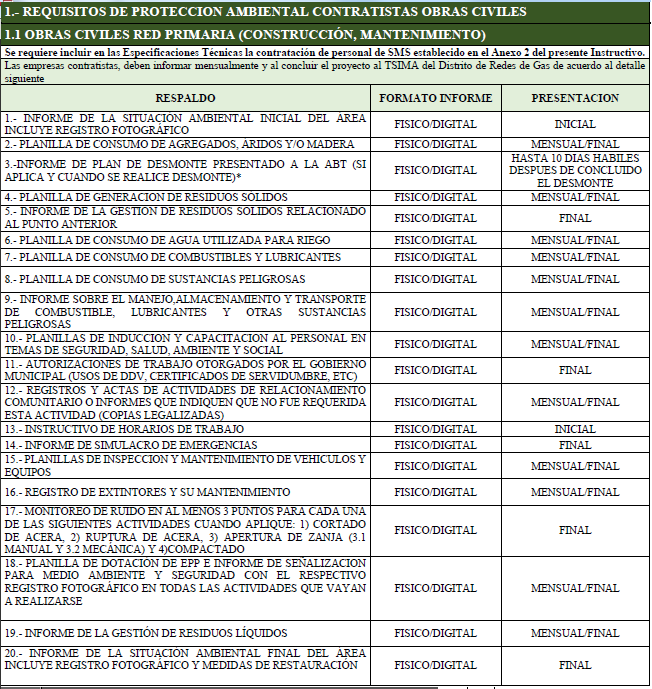 1.- REQUISITOS DE PROTECCION AMBIENTAL CONTRATISTAS OBRAS CIVILES
1.1 OBRAS CIVILES RED PRIMARIA (CONSTRUCCIÓN, MANTENIMIENTO)
Se requiere incluir en las Especificaciones Técnicas la contratación de personal de SMS establecido en el Anexo 2 del presente Instructivo.
Las empresas contratistas, deben informar mensualmente y al concluir el proyecto al TSIMA del Distrito de Redes de Gas de acuerdo al detalle
siguiente
RESPALDO FORMATO INFORME PRESENTACION
1.- INFORME DE LA SITUACIÓN AMBIENTAL INICIAL DEL ÁREA
INCLUYE REGISTRO FOTOGRÁFICO FISICO/DIGITAL INICIAL
2.- PLANILLA DE CONSUMO DE AGREGADOS, ÁRIDOS Y/O MADERA FISICO/DIGITAL MENSUAL/FINAL
3.-INFORME DE PLAN DE DESMONTE PRESENTADO A LA ABT (SI
APLICA Y CUANDO SE REALICE DESMONTE)* FISICO/DIGITAL HASTA 10 DIAS HABILES
DESPUES DE CONCLUIDO
EL DESMONTE
4.- PLANILLA DE GENERACION DE RESIDUOS SÓLIDOS FISICO/DIGITAL MENSUAL/FINAL
5.- INFORME DE LA GESTION DE RESIDUOS SOLIDOS RELACIONADO
AL PUNTO ANTERIOR FISICO/DIGITAL FINAL
6.- PLANILLA DE CONSUMO DE AGUA UTILIZADA PARA RIEGO FISICO/DIGITAL MENSUAL/FINAL
7.- PLANILLA DE CONSUMO DE COMBUSTIBLES Y LUBRICANTES FISICO/DIGITAL MENSUAL/FINAL
8.- PLANILLA DE CONSUMO DE SUSTANCIAS PELIGROSAS FISICO/DIGITAL MENSUAL/FINAL
9.- INFORME SOBRE EL MANEJO,ALMACENAMIENTO Y TRANSPORTE
DE COMBUSTIBLE, LUBRICANTES Y OTRAS SUSTANCIAS
PELIGROSAS FISICO/DIGITAL MENSUAL/FINAL
10.- PLANILLAS DE INDUCCION Y CAPACITACION AL PERSONAL EN
TEMAS DE SEGURIDAD, SALUD, AMBIENTE Y SOCIAL FISICO/DIGITAL MENSUAL/FINAL
11.- AUTORIZACIONES DE TRABAJO OTORGADOS POR EL GOBIERNO
MUNICIPAL (USOS DE DDV, CERTIFICADOS DE SERVIDUMBRE, ETC) FISICO/DIGITAL FINAL
12.- REGISTROS Y ACTAS DE ACTIVIDADES DE RELACIONAMIENTO
COMUNITARIO O INFORMES QUE INDIQUEN QUE NO FUE REQUERIDA
ESTA ACTIVIDAD (COPIAS LEGALIZADAS) FISICO/DIGITAL MENSUAL/FINAL
13.- INSTRUCTIVO DE HORARIOS DE TRABAJO FISICO/DIGITAL INICIAL
14.- INFORME DE SIMULACRO DE EMERGENCIAS FISICO/DIGITAL FINAL
15.- PLANILLAS DE INSPECCION Y MANTENIMIENTO DE VEHICULOS Y
EQUIPOS FISICO/DIGITAL MENSUAL/FINAL
16.- REGISTRO DE EXTINTORES Y SU MANTENIMIENTO FISICO/DIGITAL MENSUAL/FINAL
17.- MONITOREO DE RUIDO EN AL MENOS 3 PUNTOS PARA CADA UNA
DE LAS SIGUIENTES ACTIVIDADES CUANDO APLIQUE: 1) CORTADO
DE ACERA, 2) RUPTURA DE ACERA, 3) APERTURA DE ZANJA (3.1
MANUAL Y 3.2 MECÁNICA) Y 4)COMPACTADO FISICO/DIGITAL FINAL
18.- PLANILLA DE DOTACION DE EPP E INFORME DE SEÑALIZACION
PARA MEDIO AMBIENTE Y SEGURIDAD CON EL RESPECTIVO
REGISTRO FOTOGRÁFICO EN TODAS LAS ACTIVIDADES QUE VAYAN
A REALIZARSE FISICO/DIGITAL MENSUAL/FINAL
19.- INFORME DE LA GESTIÓN DE RESIDUOS LÍQUIDOS FISICO/DIGITAL MENSUAL/FINAL
20.- INFORME DE LA SITUACIÓN AMBIENTAL FINAL DEL ÁREA
INCLUYE REGISTRO FOTOGRÁFICO Y MEDIDAS DE RESTAURACIÓN FISICO/DIGITAL FINAL